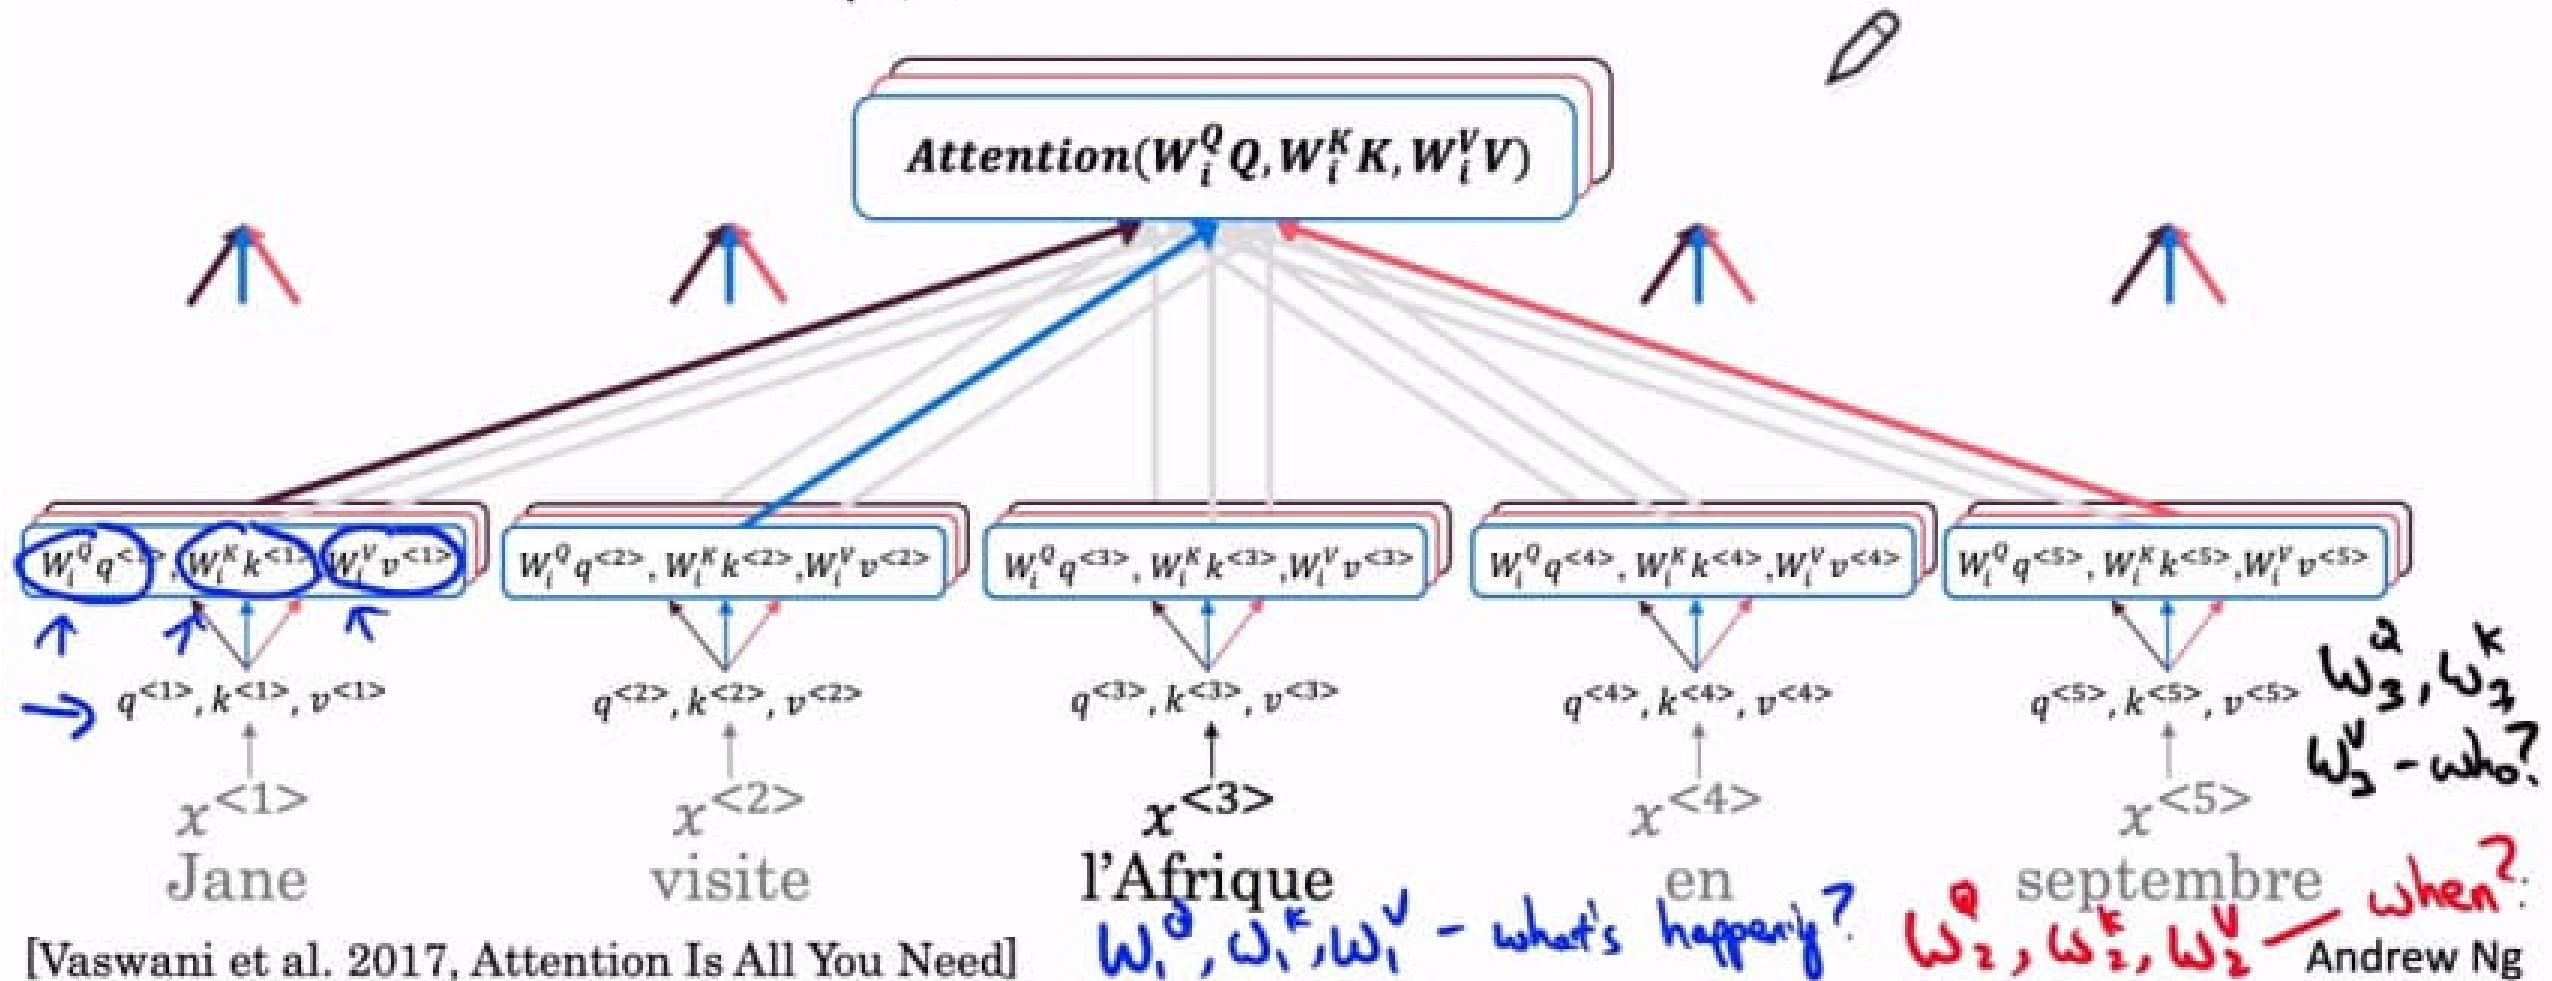 Attention(W_i^Q Q, W_i^K K, W_i^V V)
W_i^Q q^<1>, W_i^K k^<1> W_i^V v^<1>
W_i^Q q^<2>, W_i^K k^<2>, W_i^V v^<2>
W_i^Q q^<3>, W_i^K k^<3>, W_i^V v^<3>
W_i^Q q^<4>, W_i^K k^<4>, W_i^V v^<4>
W_i^Q q^<5>, W_i^K k^<5>, W_i^V v^<5>
q^<1>, k^<1>, v^<1>
q^<2>, k^<2>, v^<2>
q^<3>, k^<3>, v^<3>
q^<4>, k^<4>, v^<4>
q^<5>, k^<5>, v^<5>
W_3^Q, W_3^K
W_3^V - who?
x^<1>
x^<2>
x^<3>
x^<4>
x^<5>
Jane
visite
l'Afrique
en
septembre
W_1^Q, W_1^K, W_1^V - what's happening?
W_2^Q, W_2^K, W_2^V — when?
[Vaswani et al. 2017, Attention Is All You Need]
Andrew Ng